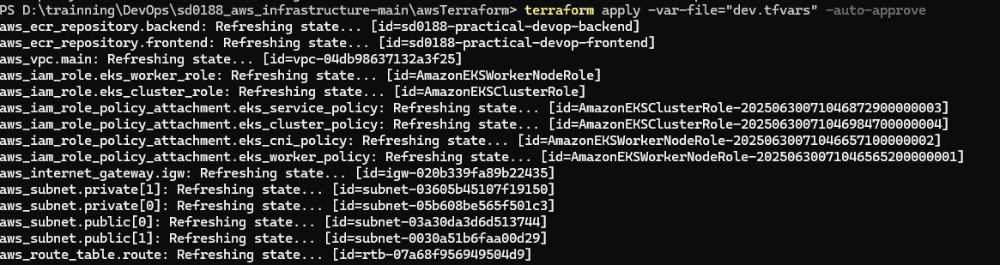 PS D:\trainning\DevOps\sd0188_aws_infrastructure-main\awsTerraform> terraform apply -var-file="dev.tfvars" -auto-approve
aws_ecr_repository.backend: Refreshing state... [id=sd0188-practical-devop-backend]
aws_ecr_repository.frontend: Refreshing state... [id=sd0188-practical-devop-frontend]
aws_vpc.main: Refreshing state... [id=vpc-04db98637132a3f25]
aws_iam_role.eks_worker_role: Refreshing state... [id=AmazonEKSWorkerNodeRole]
aws_iam_role.eks_cluster_role: Refreshing state... [id=AmazonEKSClusterRole]
aws_iam_role_policy_attachment.eks_service_policy: Refreshing state... [id=AmazonEKSClusterRole-20250630071046872900000003]
aws_iam_role_policy_attachment.eks_cluster_policy: Refreshing state... [id=AmazonEKSClusterRole-20250630071046984700000004]
aws_iam_role_policy_attachment.eks_cni_policy: Refreshing state... [id=AmazonEKSWorkerNodeRole-20250630071046657100000002]
aws_iam_role_policy_attachment.eks_worker_policy: Refreshing state... [id=AmazonEKSWorkerNodeRole-20250630071046565200000001]
aws_internet_gateway.igw: Refreshing state... [id=igw-020b339fa89b22435]
aws_subnet.private[1]: Refreshing state... [id=subnet-03605b45107f19150]
aws_subnet.private[0]: Refreshing state... [id=subnet-05b608be565f501c3]
aws_subnet.public[0]: Refreshing state... [id=subnet-03a30da3d6d513744]
aws_subnet.public[1]: Refreshing state... [id=subnet-0030a51b6faa00d29]
aws_route_table.route: Refreshing state... [id=rtb-07a68f956949504d9]